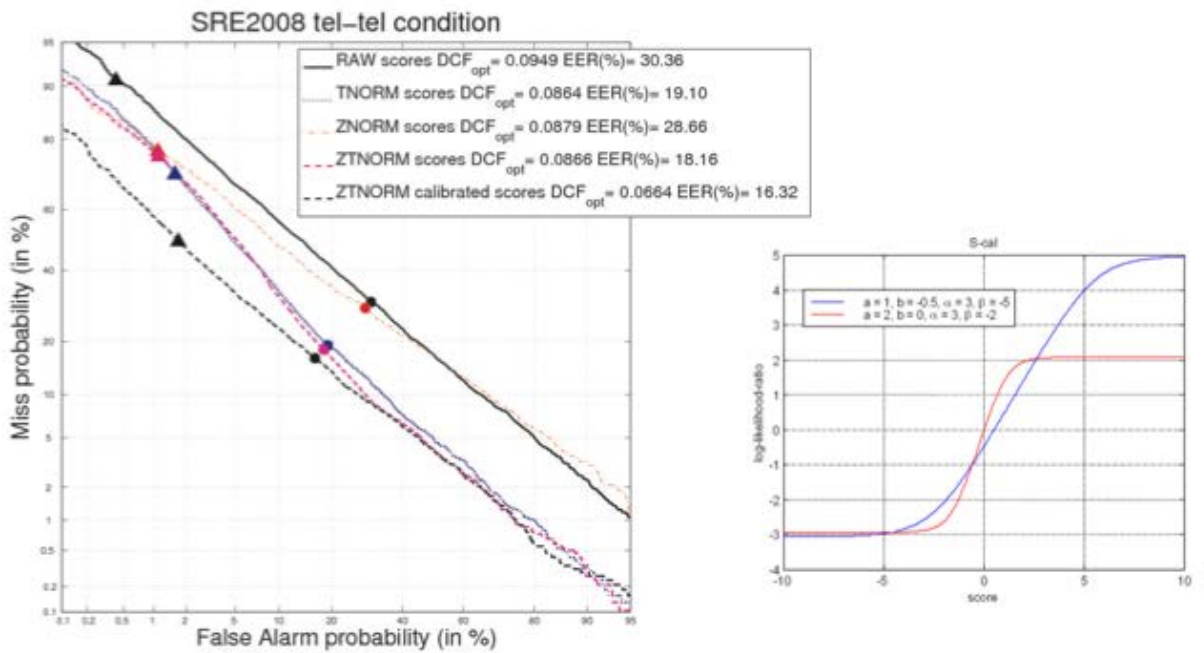 SRE2008 tel-tel condition
RAW scores DCFopt= 0.0949 EER(%)= 30.36
TNORM scores DCFopt= 0.0864 EER(%)= 19.10
ZNORM scores DCFopt= 0.0879 EER(%)= 28.66
ZTNORM scores DCFopt= 0.0866 EER(%)= 18.16
ZTNORM calibrated scores DCFopt= 0.0664 EER(%)= 16.32
Miss probability (in %)
95
90
80
60
40
20
10
5
2
1
0.5
0.2
0.1
0.1 0.2 0.5 1 2 5 10 20 40 60 80 90 95
False Alarm probability (in %)
S-cal
a = 1, b = -0.5, α = 3, β = -5
a = 2, b = 0, α = 3, β = -2
log-likelihood-ratio
5
4
3
2
1
0
-1
-2
-3
-4
-10 -5 0 5 10
score